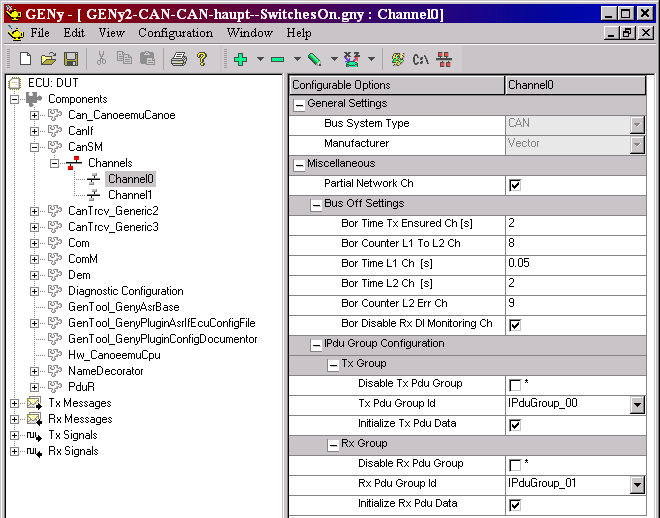 GENy - [ GENy2-CAN-CAN-haupt--SwitchesOn.gny : Channel0]
File Edit View Configuration Window Help
C:\
ECU: DUT
Components
Can_CanoeemuCanoe
CanIf
CanSM
Channels
Channel0
Channel1
CanTrcv_Generic2
CanTrcv_Generic3
Com
ComM
Dem
Diagnostic Configuration
GenTool_GenyAsrBase
GenTool_GenyPluginAsrIfEcuConfigFile
GenTool_GenyPluginConfigDocumentor
Hw_CanoeemuCpu
NameDecorator
PduR
Tx Messages
Rx Messages
Tx Signals
Rx Signals
Configurable Options Channel0
General Settings
Bus System Type CAN
Manufacturer Vector
Miscellaneous
Partial Network Ch
Bus Off Settings
Bor Time Tx Ensured Ch [s] 2
Bor Counter L1 To L2 Ch 8
Bor Time L1 Ch [s] 0.05
Bor Time L2 Ch [s] 2
Bor Counter L2 Err Ch 9
Bor Disable Rx Dl Monitoring Ch
IPdu Group Configuration
Tx Group
Disable Tx Pdu Group *
Tx Pdu Group Id IPduGroup_00
Initialize Tx Pdu Data
Rx Group
Disable Rx Pdu Group *
Rx Pdu Group Id IPduGroup_01
Initialize Rx Pdu Data